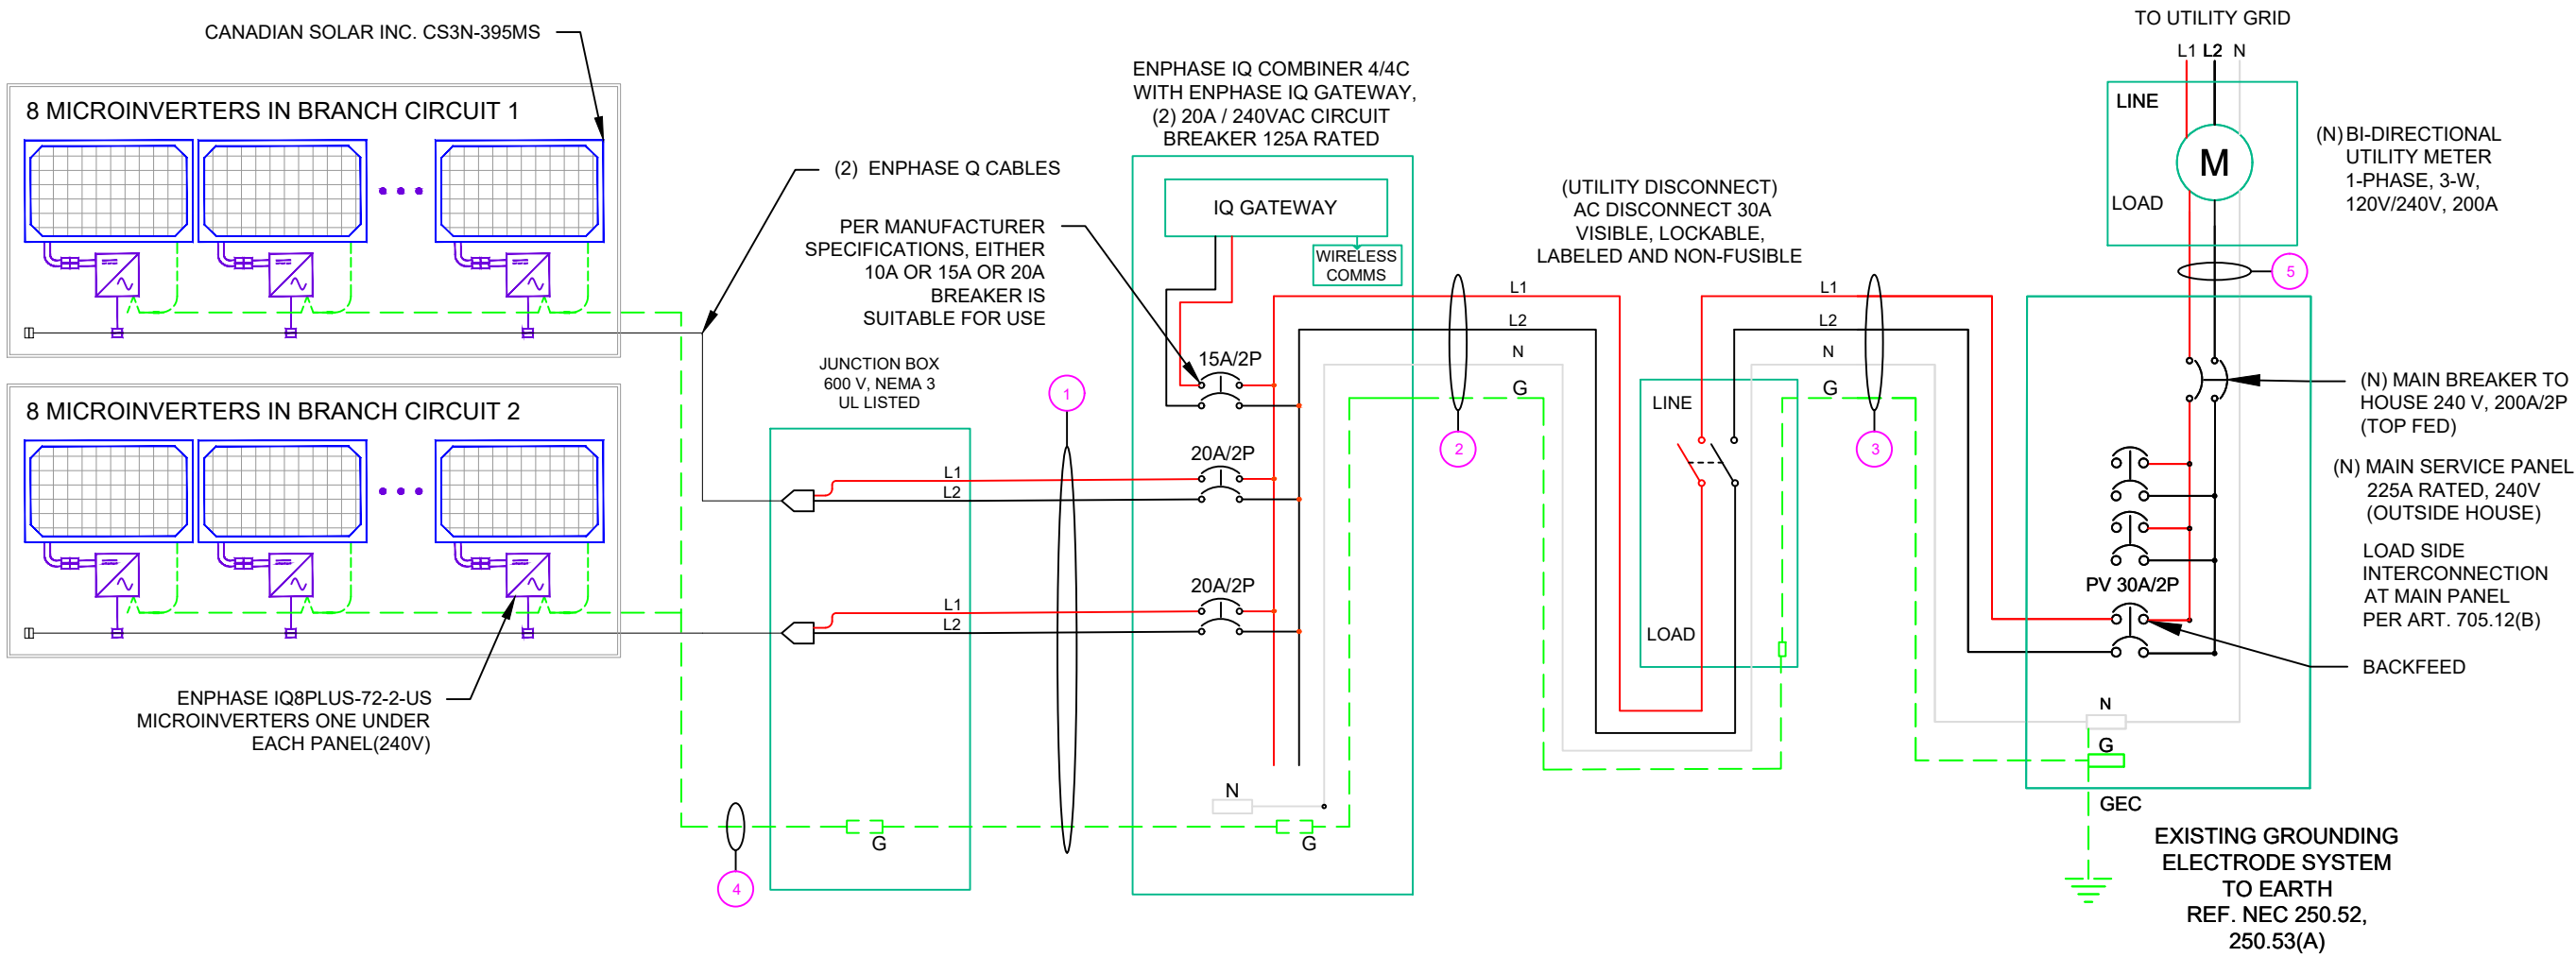 CANADIAN SOLAR INC. CS3N-395MS
8 MICROINVERTERS IN BRANCH CIRCUIT 1
8 MICROINVERTERS IN BRANCH CIRCUIT 2
ENPHASE IQ8PLUS-72-2-US
MICROINVERTERS ONE UNDER
EACH PANEL(240V)
(2) ENPHASE Q CABLES
PER MANUFACTURER
SPECIFICATIONS, EITHER
10A OR 15A OR 20A
BREAKER IS
SUITABLE FOR USE
JUNCTION BOX
600 V, NEMA 3
UL LISTED
L1
L2
L1
L2
G
4
1
ENPHASE IQ COMBINER 4/4C
WITH ENPHASE IQ GATEWAY,
(2) 20A / 240VAC CIRCUIT
BREAKER 125A RATED
IQ GATEWAY
WIRELESS
COMMS
15A/2P
20A/2P
20A/2P
N
G
L1
L2
N
G
2
(UTILITY DISCONNECT)
AC DISCONNECT 30A
VISIBLE, LOCKABLE,
LABELED AND NON-FUSIBLE
LINE
LOAD
L1
L2
N
G
3
TO UTILITY GRID
L1 L2 N
LINE
M
LOAD
(N) BI-DIRECTIONAL
UTILITY METER
1-PHASE, 3-W,
120V/240V, 200A
5
(N) MAIN BREAKER TO
HOUSE 240 V, 200A/2P
(TOP FED)
(N) MAIN SERVICE PANEL
225A RATED, 240V
(OUTSIDE HOUSE)
LOAD SIDE
INTERCONNECTION
AT MAIN PANEL
PER ART. 705.12(B)
BACKFEED
PV 30A/2P
N
G
GEC
EXISTING GROUNDING
ELECTRODE SYSTEM
TO EARTH
REF. NEC 250.52,
250.53(A)